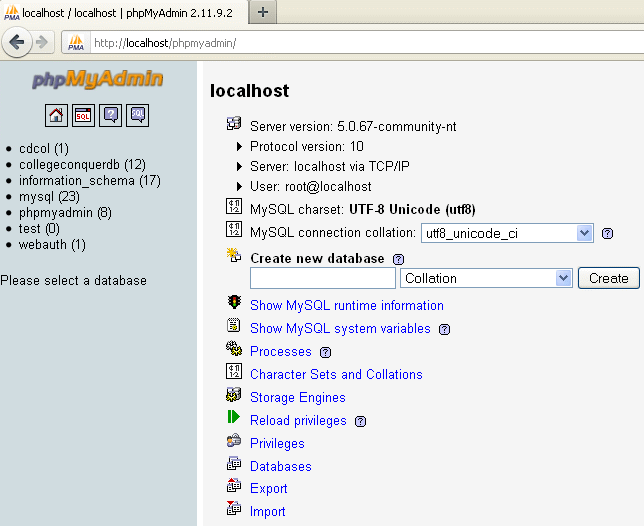 localhost / localhost | phpMyAdmin 2.11.9.2
PMA
http://localhost/phpmyadmin/
phpMyAdmin
SQL
SQL
cdcol (1)
collegeconquerdb (12)
information_schema (17)
mysql (23)
phpmyadmin (8)
test (0)
webauth (1)
Please select a database
localhost
Server version: 5.0.67-community-nt
Protocol version: 10
Server: localhost via TCP/IP
User: root@localhost
MySQL charset: UTF-8 Unicode (utf8)
MySQL connection collation: utf8_unicode_ci
Create new database
Collation Create
Show MySQL runtime information
Show MySQL system variables
Processes
Character Sets and Collations
Storage Engines
Reload privileges
Privileges
Databases
Export
Import